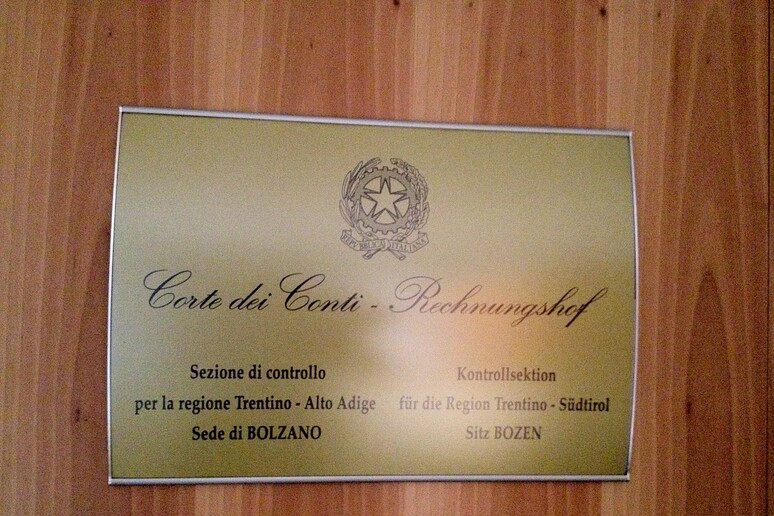 REPVBBLICA ITALIANA
Corte dei Conti - Rechnungshof
Sezione di controllo
per la regione Trentino - Alto Adige
Sede di BOLZANO
Kontrollsektion
für die Region Trentino - Südtirol
Sitz BOZEN